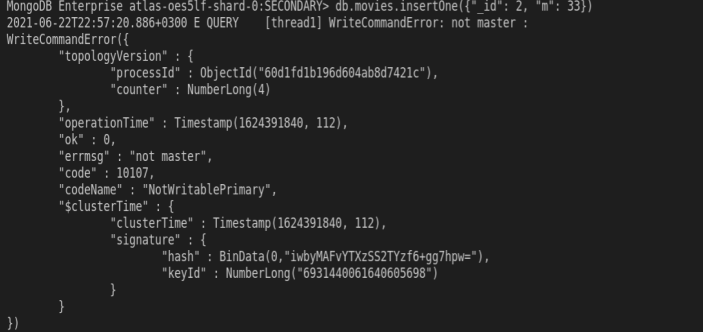 MongoDB Enterprise atlas-oes5lf-shard-0:SECONDARY> db.movies.insertOne({"_id": 2, "m": 33})
2021-06-22T22:57:20.886+0300 E QUERY    [thread1] WriteCommandError: not master :
WriteCommandError({
        "topologyVersion" : {
                "processId" : ObjectId("60d1fd1b196d604ab8d7421c"),
                "counter" : NumberLong(4)
        },
        "operationTime" : Timestamp(1624391840, 112),
        "ok" : 0,
        "errmsg" : "not master",
        "code" : 10107,
        "codeName" : "NotWritablePrimary",
        "$clusterTime" : {
                "clusterTime" : Timestamp(1624391840, 112),
                "signature" : {
                        "hash" : BinData(0,"iwbyMAFvYTXzSS2TYzf6+gg7hpw="),
                        "keyId" : NumberLong("6931440061640605698")
                }
        }
})